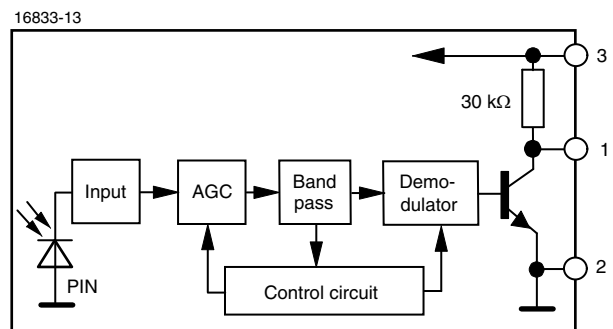 16833-13
3
30 kΩ
1
Input
AGC
Band
pass
Demo-
dulator
2
PIN
Control circuit